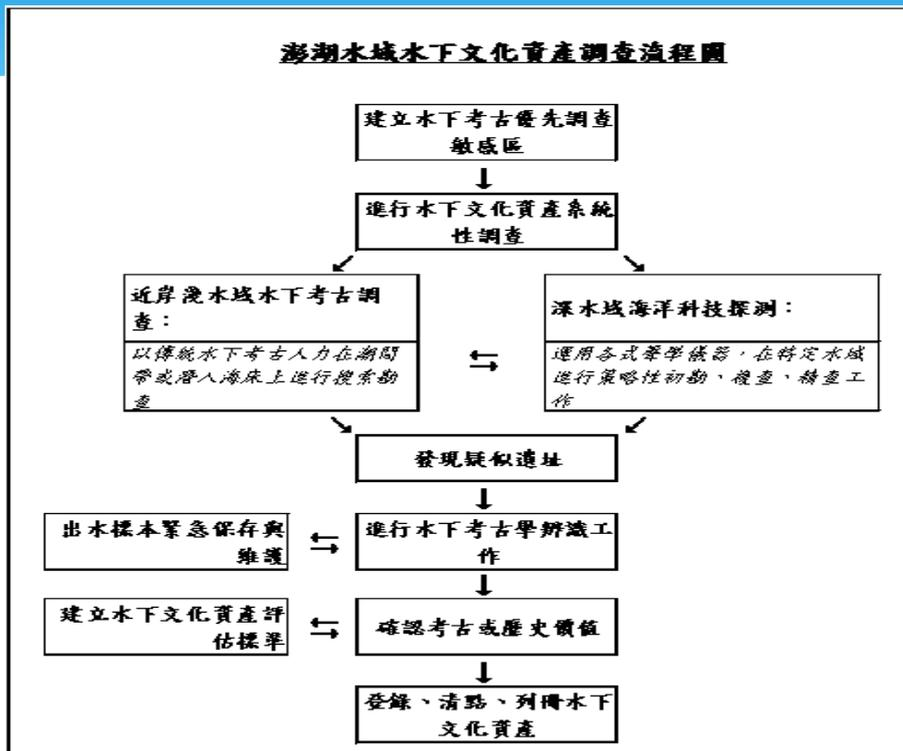 澎湖水域水下文化資產調查流程圖
建立水下考古優先調查
敏感區
進行水下文化資產系統
性調查
近岸淺水域水下考古調
查：
以傳統水下考古人力在潮間
帶或潛入海床上進行搜索勘
查
深水域海洋科技探測：
運用各式聲學儀器，在特定水域
進行策略性初勘、複查、精查工
作
發現疑似遺址
出水標本緊急保存與
維護
進行水下考古學辨識工
作
建立水下文化資產評
估標準
確認考古或歷史價值
登錄、清點、列冊水下
文化資產